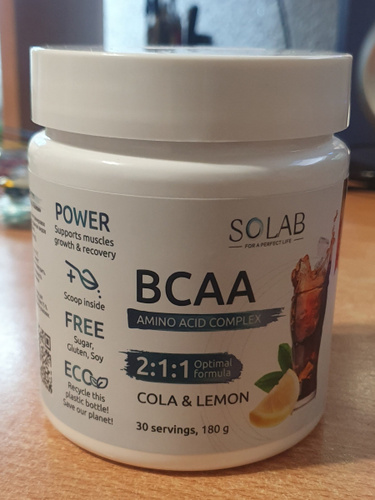 POWER
Supports muscles
growth & recovery
Scoop inside
FREE
Sugar,
Gluten, Soy
ECO
Recycle this
plastic bottle!
Save our planet!
SOLAB
FOR A PERFECT LIFE
BCAA
AMINO ACID COMPLEX
2:1:1 Optimal
formula
COLA & LEMON
30 servings, 180 g